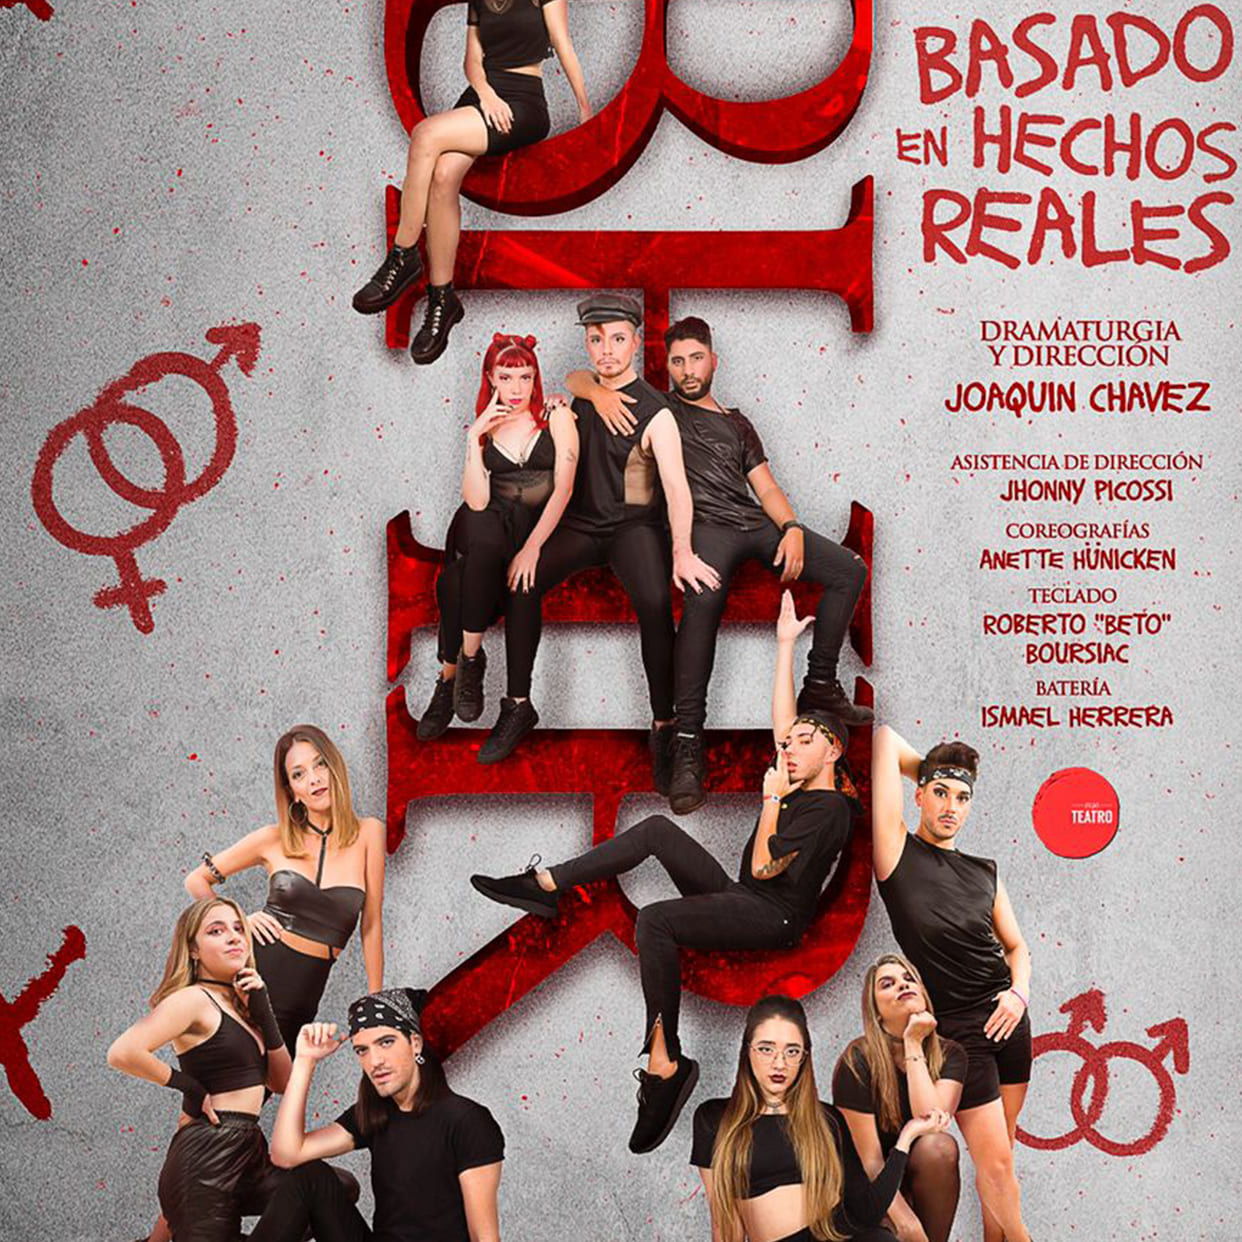 BASADO
EN HECHOS
REALES
DRAMATURGIA
Y DIRECCIÓN
JOAQUIN CHAVEZ
ASISTENCIA DE DIRECCIÓN
JHONNY PICOSSI
COREOGRAFÍAS
ANETTE HÜNICKEN
TECLADO
ROBERTO "BETO"
BOURSIAC
BATERÍA
ISMAEL HERRERA
TEATRO